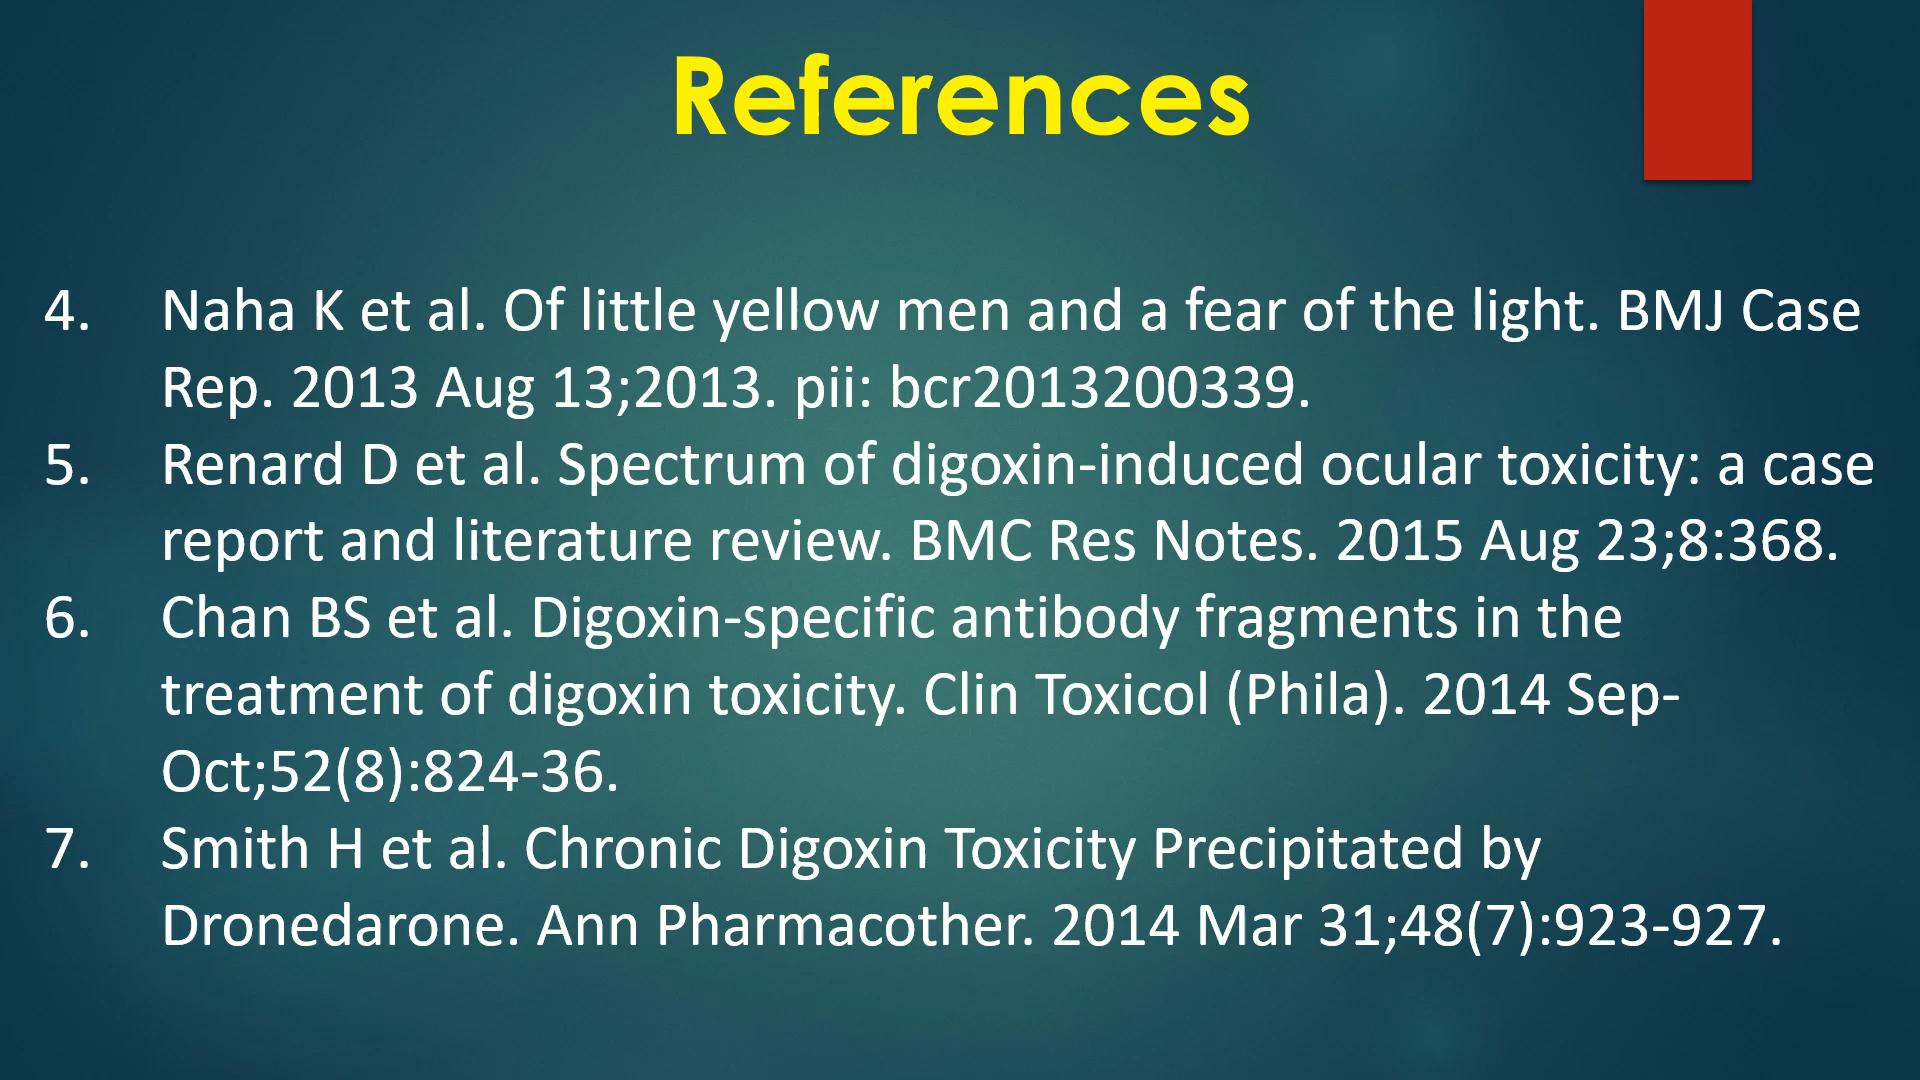 References
4. Naha K et al. Of little yellow men and a fear of the light. BMJ Case
Rep. 2013 Aug 13;2013. pii: bcr2013200339.
5. Renard D et al. Spectrum of digoxin-induced ocular toxicity: a case
report and literature review. BMC Res Notes. 2015 Aug 23;8:368.
6. Chan BS et al. Digoxin-specific antibody fragments in the
treatment of digoxin toxicity. Clin Toxicol (Phila). 2014 Sep-
Oct;52(8):824-36.
7. Smith H et al. Chronic Digoxin Toxicity Precipitated by
Dronedarone. Ann Pharmacother. 2014 Mar 31;48(7):923-927.